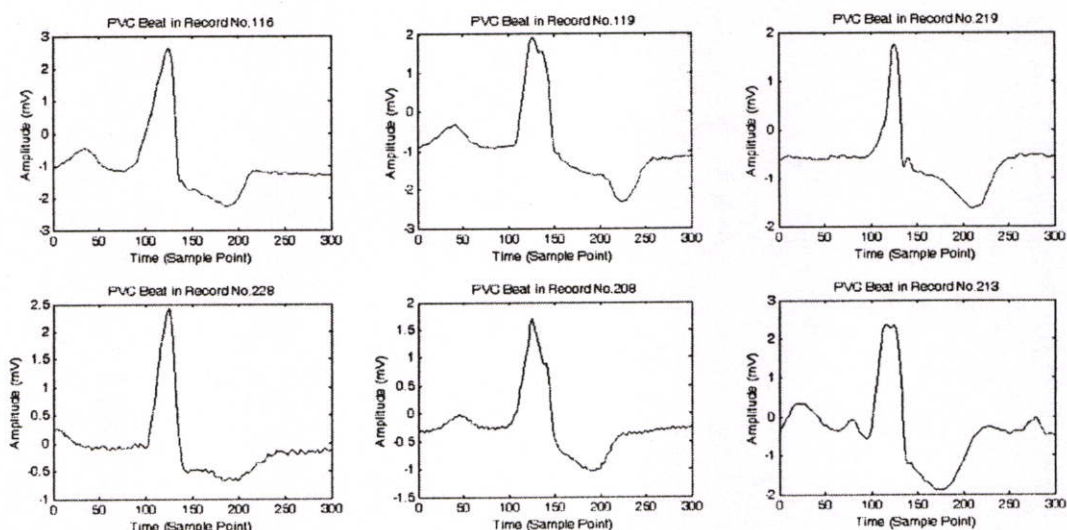 PVC Beat in Record No.116
3
2
1
0
-1
-2
-3
Amplitude (mV)
0 50 100 150 200 250 300
Time (Sample Point)
PVC Beat in Record No.119
2
1
0
-1
-2
-3
Amplitude (mV)
0 50 100 150 200 250 300
Time (Sample Point)
PVC Beat in Record No.219
2
1
0
-1
-2
Amplitude (mV)
0 50 100 150 200 250 300
Time (Sample Point)
PVC Beat in Record No.228
2.5
2
1.5
1
0.5
0
-0.5
-1
Amplitude (mV)
0 50 100 150 200 250 300
Time (Sample Point)
PVC Beat in Record No.208
2
1.5
1
0.5
0
-0.5
-1
-1.5
Amplitude (mV)
0 50 100 150 200 250 300
Time (Sample Point)
PVC Beat in Record No.213
3
2
1
0
-1
-2
Amplitude (mV)
0 50 100 150 200 250 300
Time (Sample Point)